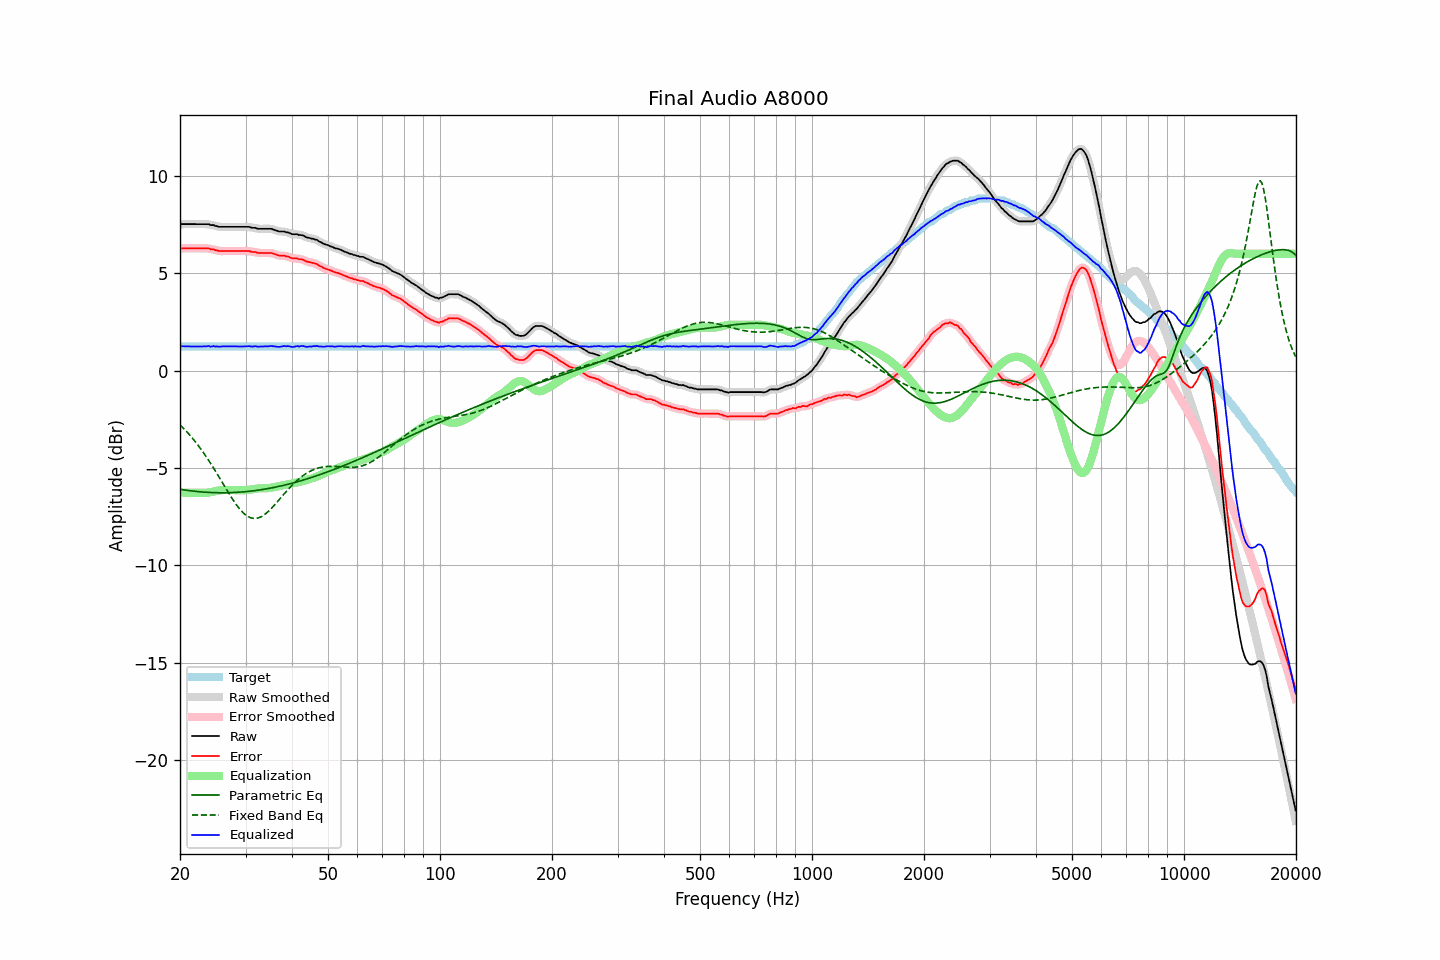 Final Audio A8000
Amplitude (dBr)
10
5
0
−5
−10
−15
−20
Target
Raw Smoothed
Error Smoothed
Raw
Error
Equalization
Parametric Eq
Fixed Band Eq
Equalized
20 50 100 200 500 1000 2000 5000 10000 20000
Frequency (Hz)